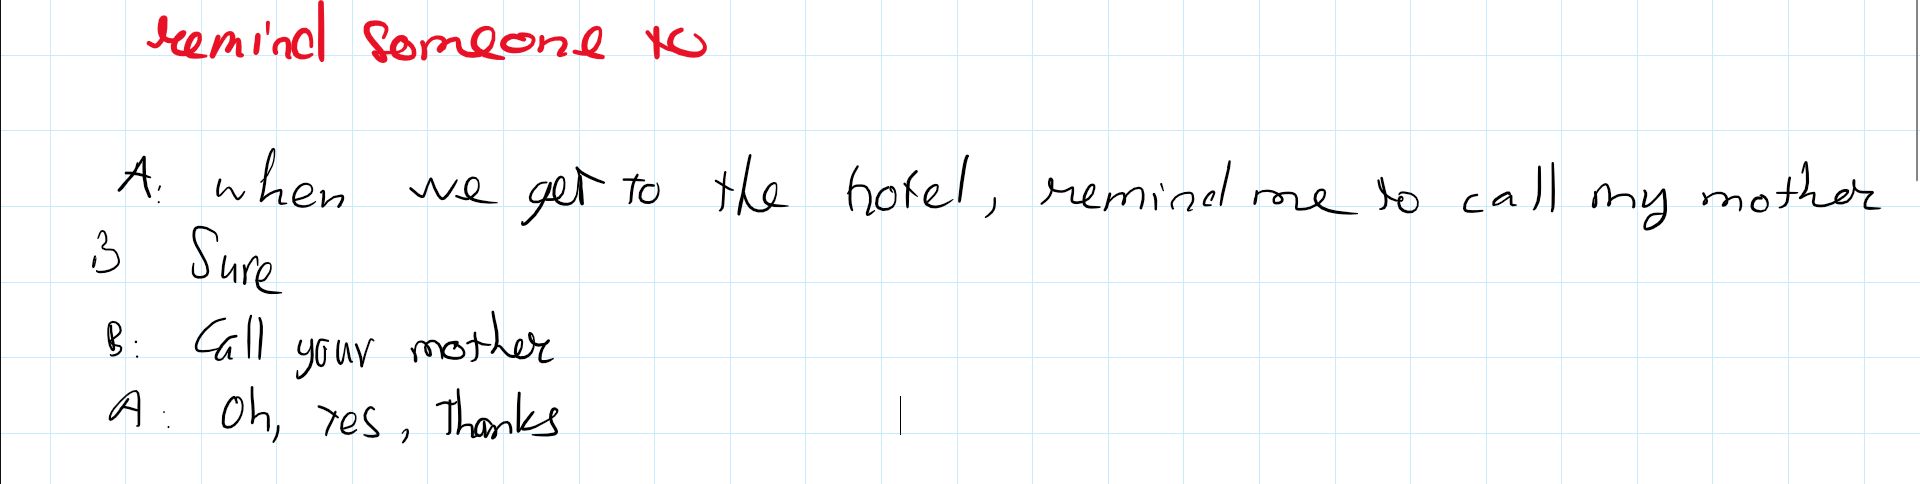 remind someone to
A: when we get to the hotel, remind me to call my mother
B Sure
B: Call your mother
A: Oh, Yes, Thanks